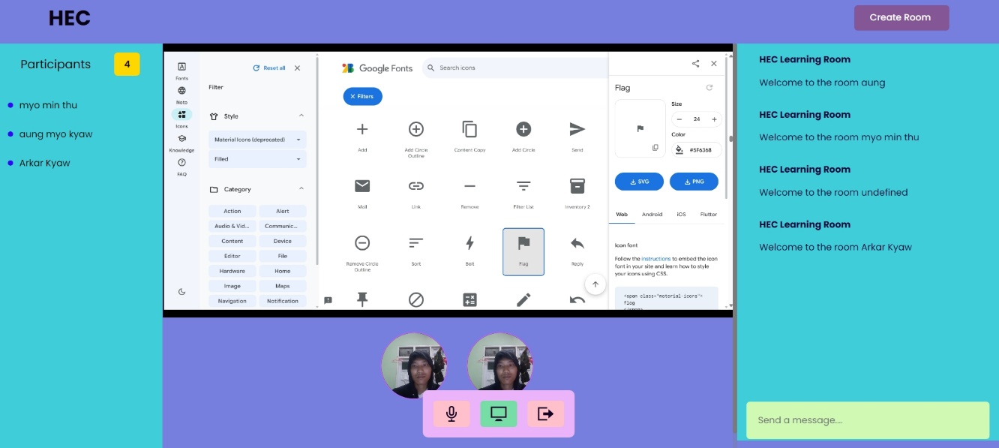 HEC
Create Room
Participants
4
myo min thu
aung myo kyaw
Arkar Kyaw
Fonts
Noto
Icons
Knowledge
FAQ
Reset all
Filter
Style
Material Icons (deprecated)
Filled
Category
Action
Alert
Audio & Vid...
Communic...
Content
Device
Editor
File
Hardware
Home
Image
Maps
Navigation
Notification
Google Fonts
Search icons
Filters
Add
Add Circle
Outline
Content Copy
Add Circle
Send
Mail
Link
Remove
Filter List
Inventory 2
Remove Circle
Outline
Sort
Bolt
Flag
Reply
Flag
Size
24
Color
#5F6368
SVG
PNG
Web
Android
iOS
Flutter
Icon font
Follow the instructions to embed the icon
font in your site and learn how to style
your icons using CSS.
<span class="material-icons">
flag
</span>
HEC Learning Room
Welcome to the room aung
HEC Learning Room
Welcome to the room myo min thu
HEC Learning Room
Welcome to the room undefined
HEC Learning Room
Welcome to the room Arkar Kyaw
Send a message....